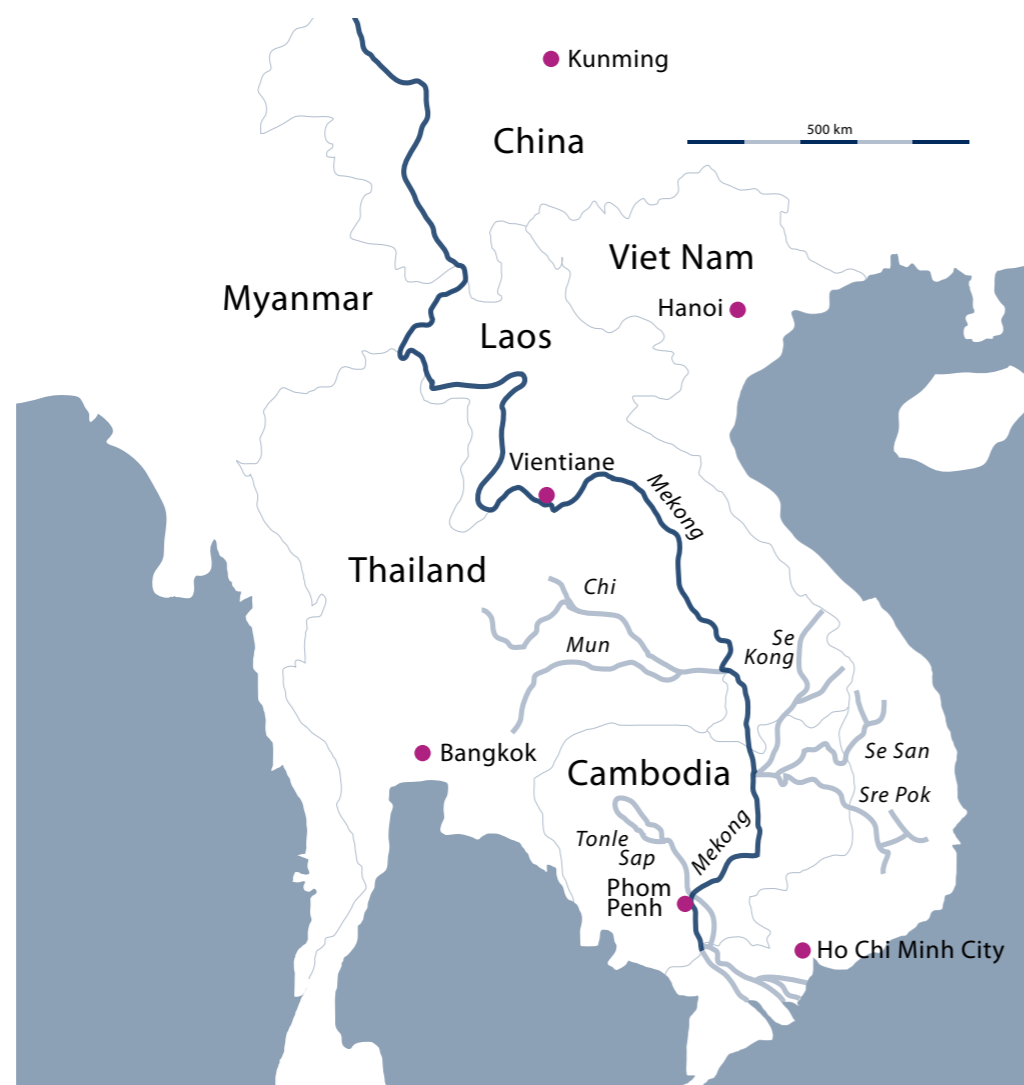 Kunming
500 km
China
Viet Nam
Myanmar
Hanoi
Laos
Vientiane
Mekong
Thailand
Chi
Mun
Se
Kong
Bangkok
Se San
Cambodia
Sre Pok
Tonle
Sap
Mekong
Phom
Penh
Ho Chi Minh City